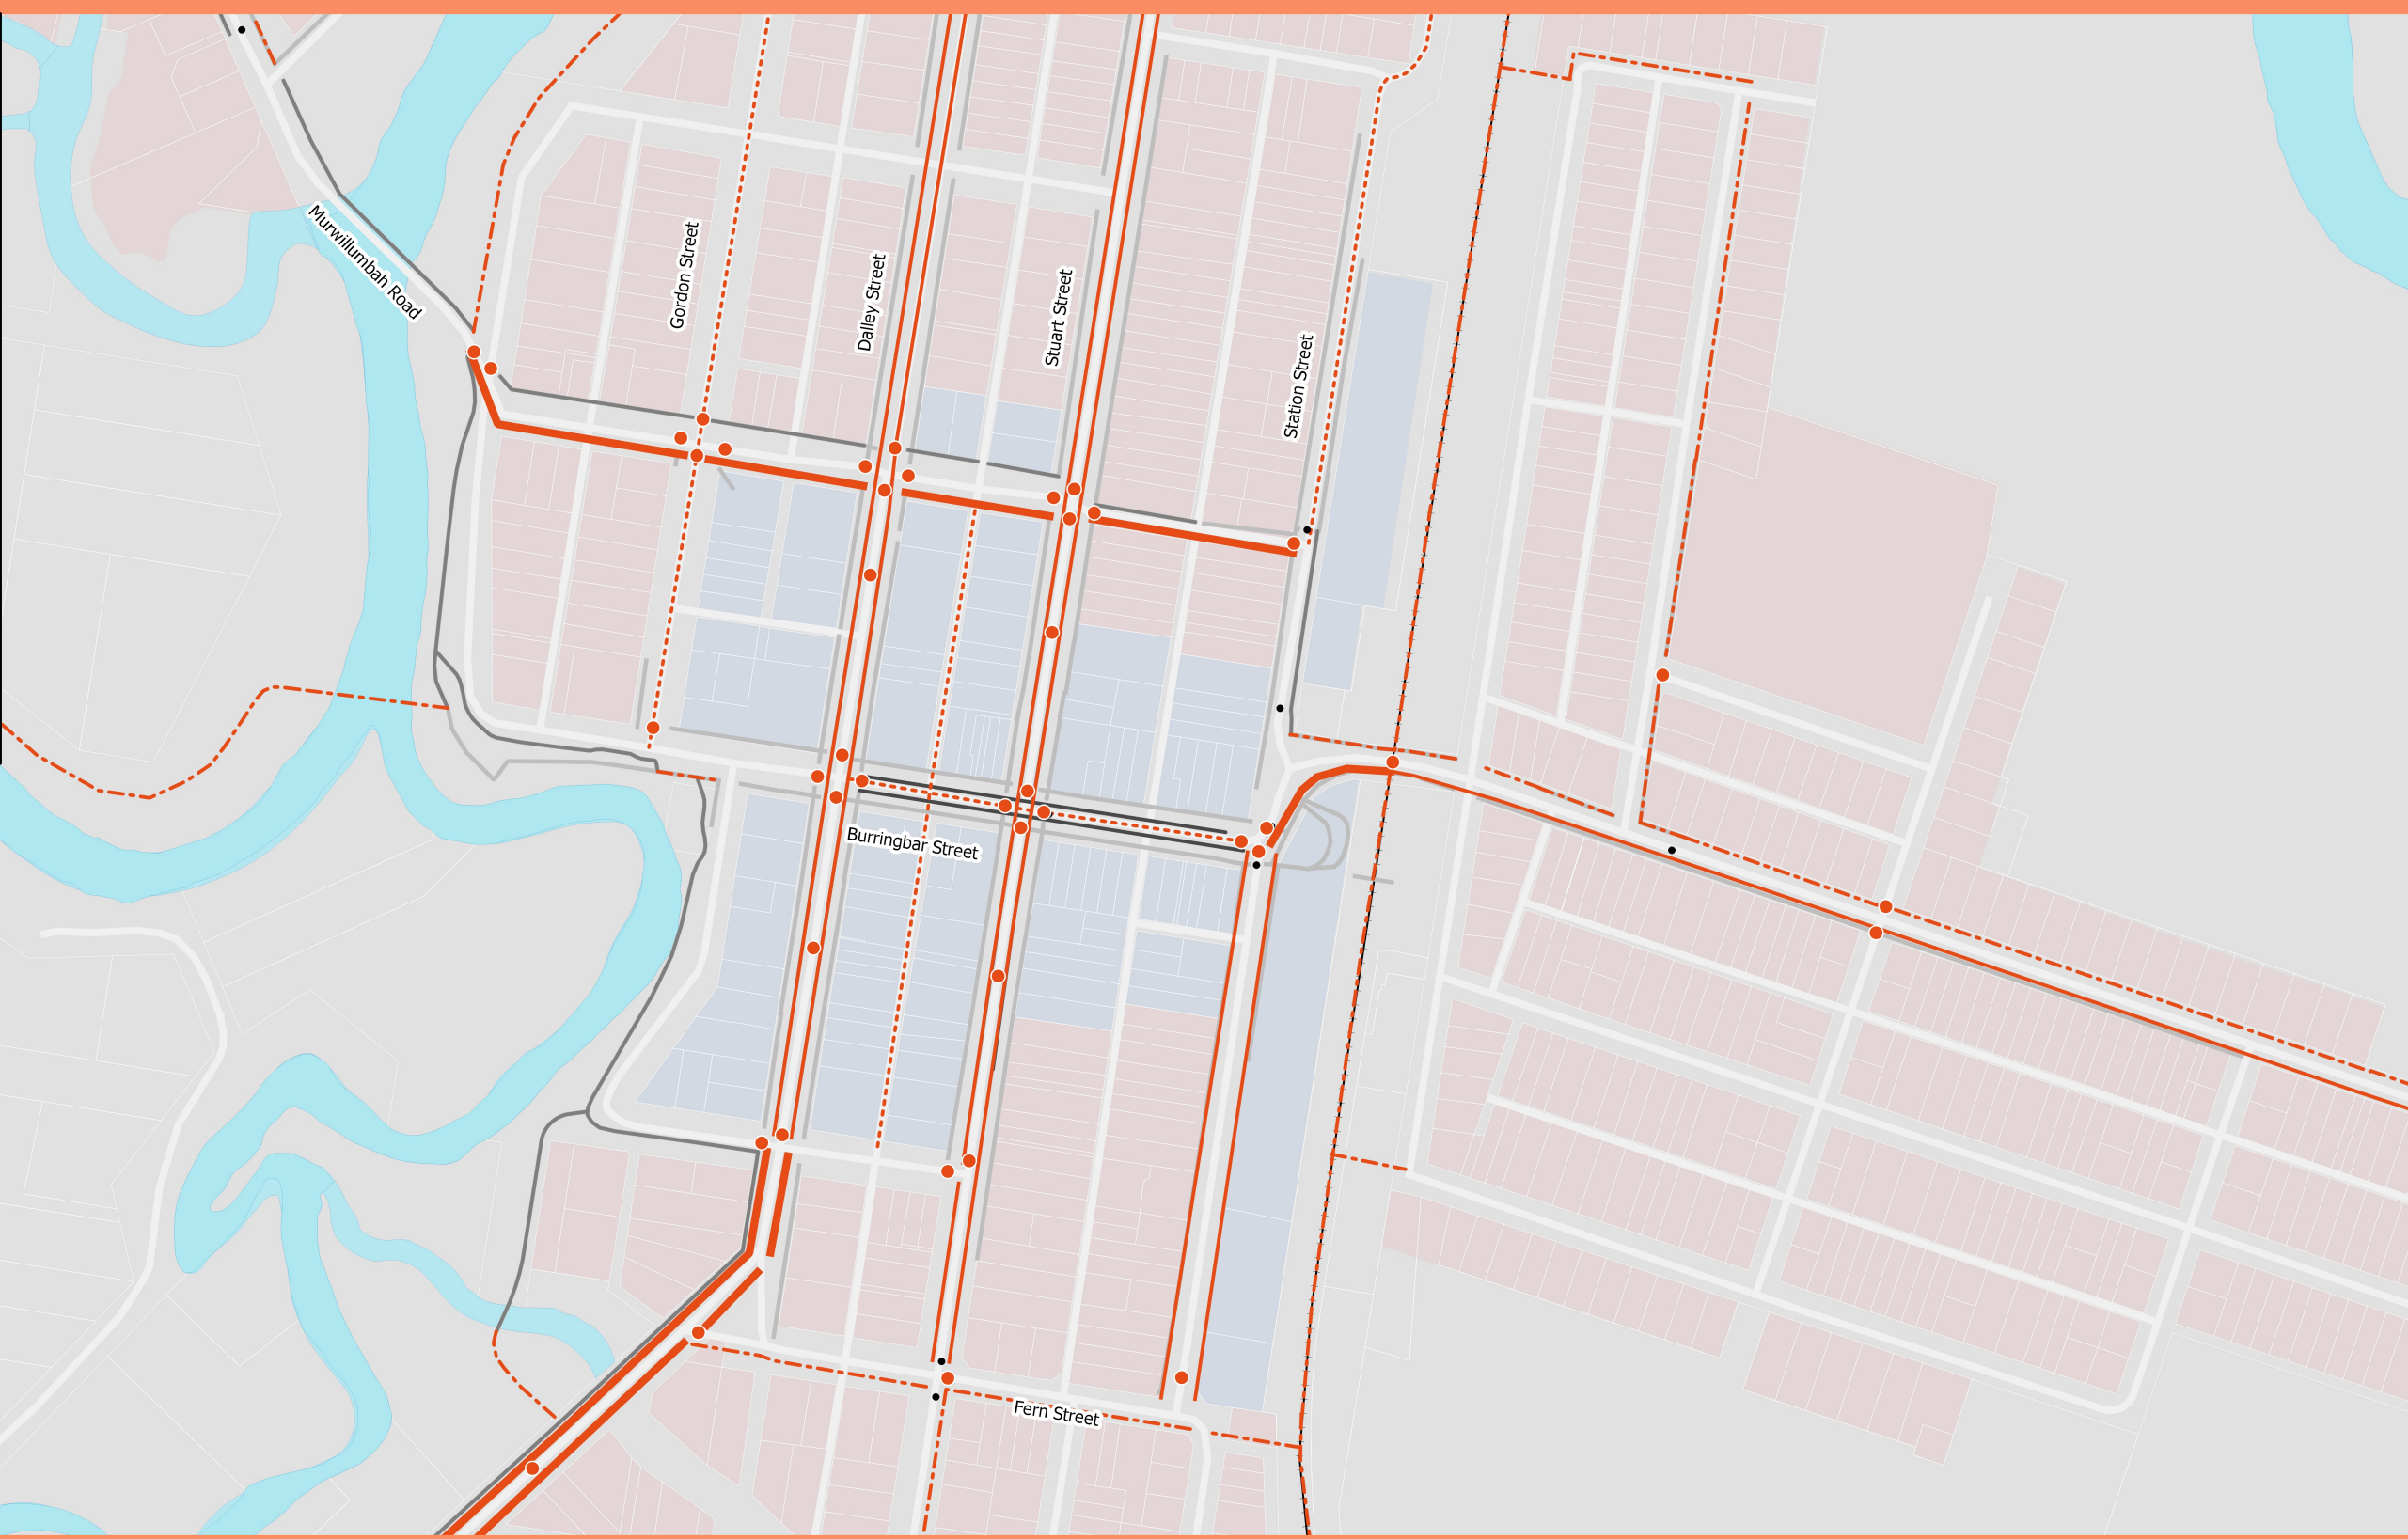 Murwillumbah Road
Gordon Street
Dalley Street
Stuart Street
Station Street
Burringbar Street
Fern Street